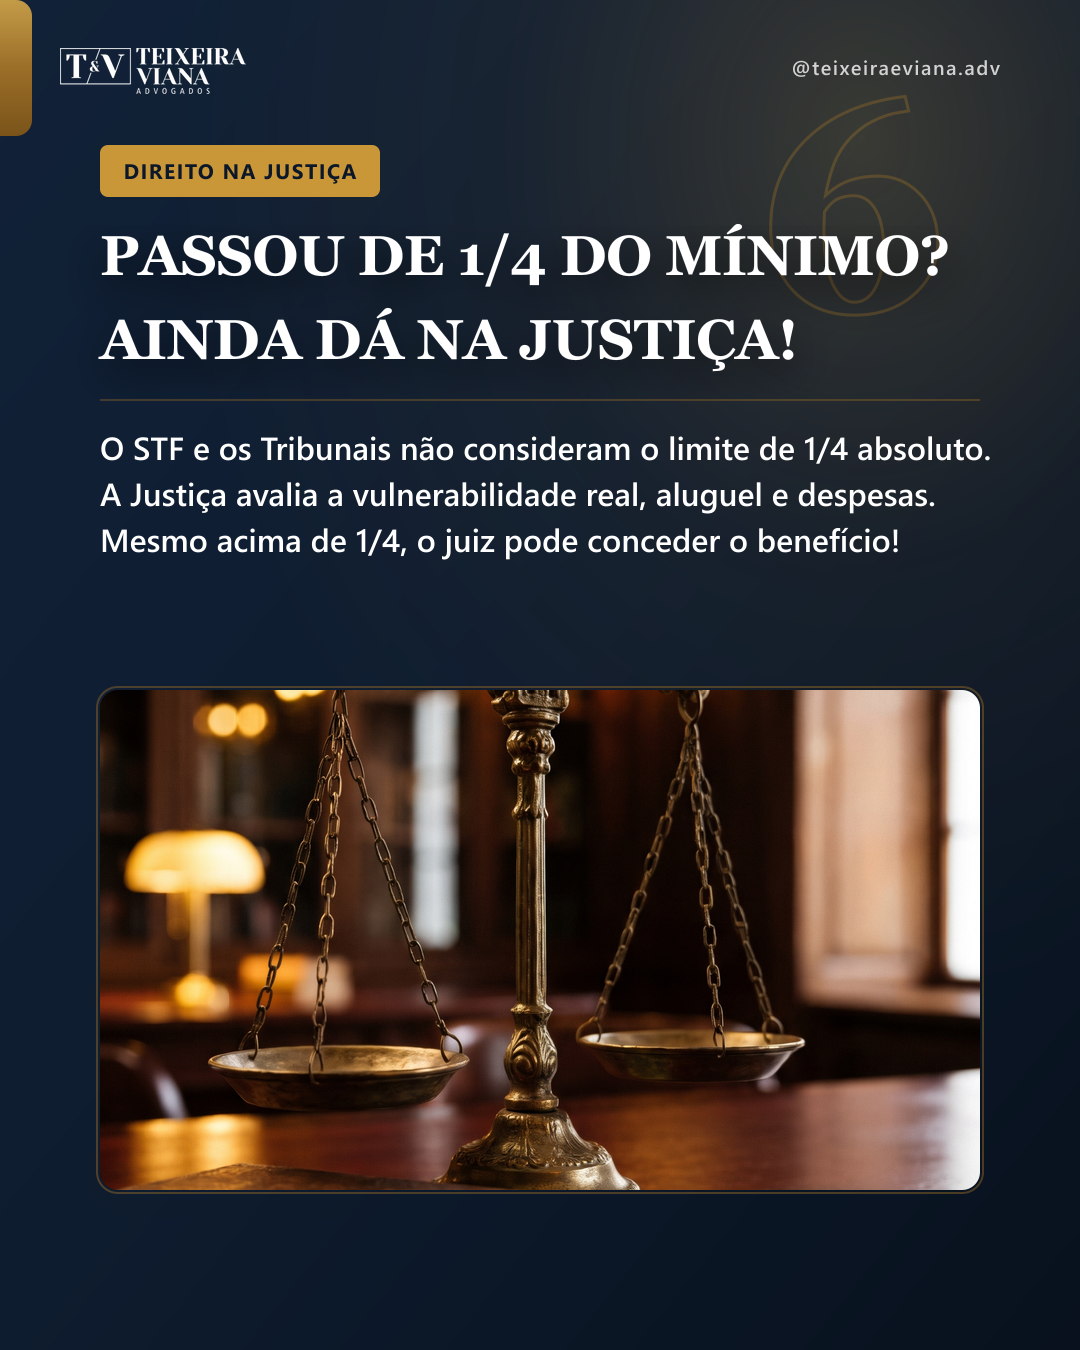 T&V TEIXEIRA
VIANA
ADVOGADOS
@teixeiraeviana.adv
6
DIREITO NA JUSTIÇA
PASSOU DE 1/4 DO MÍNIMO?
AINDA DÁ NA JUSTIÇA!
O STF e os Tribunais não consideram o limite de 1/4 absoluto.
A Justiça avalia a vulnerabilidade real, aluguel e despesas.
Mesmo acima de 1/4, o juiz pode conceder o benefício!